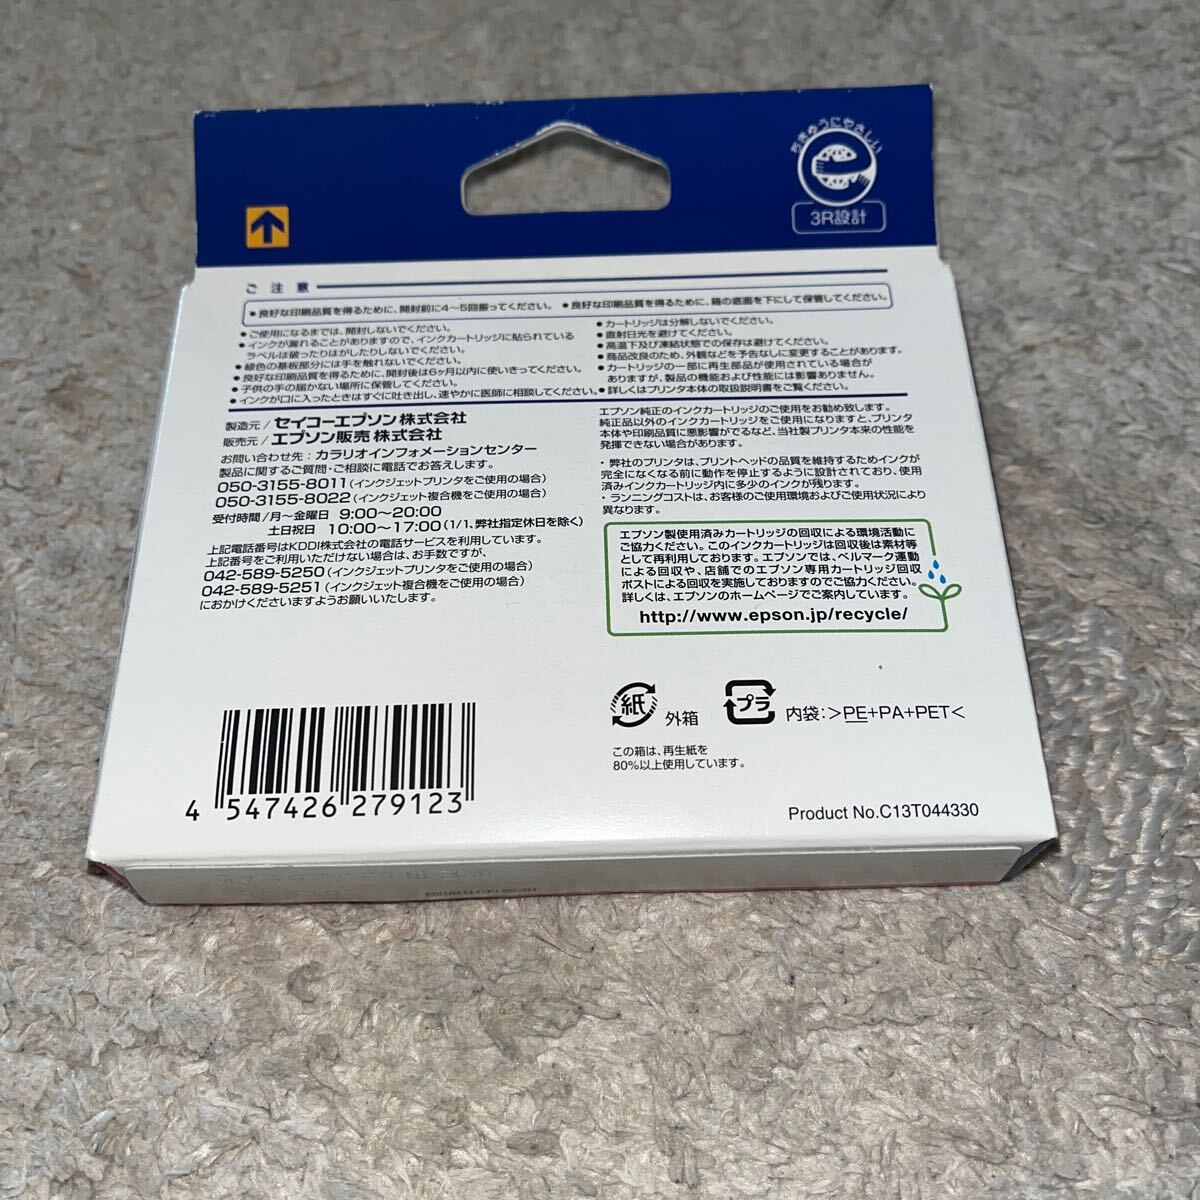 ちきゅうにやさしい
3R設計
ご注意
●良好な印刷品質を得るために、開封前に4〜5回振ってください。 ●良好な印刷品質を得るために、箱の底面を下にして保管してください。
●ご使用になるまでは、開封しないでください。
●インクが漏れることがありますので、インクカートリッジに貼られている
ラベルは破ったりはがしたりしないでください。
●緑色の基板部分には手を触れないでください。
●良好な印刷品質を得るために、開封後は6ヶ月以内に使いきってください。
●子供の手の届かない場所に保管してください。
●インクが口に入ったときはすぐに吐き出し、速やかに医師に相談してください。
●カートリッジは分解しないでください。
●直射日光を避けてください。
●高温下及び凍結状態での保存は避けてください。
●商品改良のため、外観などを予告なしに変更することがあります。
●カートリッジの一部に再生部品が使用されている場合が
ありますが、製品の機能および性能には影響ありません。
●詳しくはプリンタ本体の取扱説明書をご覧ください。
製造元/セイコーエプソン株式会社
販売元/エプソン販売株式会社
お問い合わせ先:カラリオインフォメーションセンター
製品に関するご質問・ご相談に電話でお答えします。
050-3155-8011(インクジェットプリンタをご使用の場合)
050-3155-8022(インクジェット複合機をご使用の場合)
受付時間/月〜金曜日 9:00〜20:00
土日祝日 10:00〜17:00(1/1、弊社指定休日を除く)
上記電話番号はKDDI株式会社の電話サービスを利用しています。
上記番号をご利用いただけない場合は、お手数ですが、
042-589-5250(インクジェットプリンタをご使用の場合)
042-589-5251(インクジェット複合機をご使用の場合)
におかけくださいますようお願いいたします。
エプソン純正のインクカートリッジのご使用をお勧め致します。
純正品以外のインクカートリッジをご使用になりますと、プリンタ
本体や印刷品質に悪影響がでるなど、当社製プリンタ本来の性能を
発揮できない場合があります。
・弊社のプリンタは、プリントヘッドの品質を維持するためインクが
完全になくなる前に動作を停止するように設計されており、使用
済みインクカートリッジ内に多少のインクが残ります。
・ランニングコストは、お客様のご使用環境およびご使用状況により
異なります。
エプソン製使用済みカートリッジの回収による環境活動に
ご協力ください。このインクカートリッジは回収後は素材等
として再利用しております。エプソンでは、ベルマーク運動
による回収や、店舗でのエプソン専用カートリッジ回収
ポストによる回収を実施しておりますのでご協力ください。
詳しくは、エプソンのホームページでご案内しています。
http://www.epson.jp/recycle/
紙 外箱 プラ 内袋:>PE+PA+PET<
この箱は、再生紙を
80%以上使用しています。
4 547426 279123
Product No.C13T044330